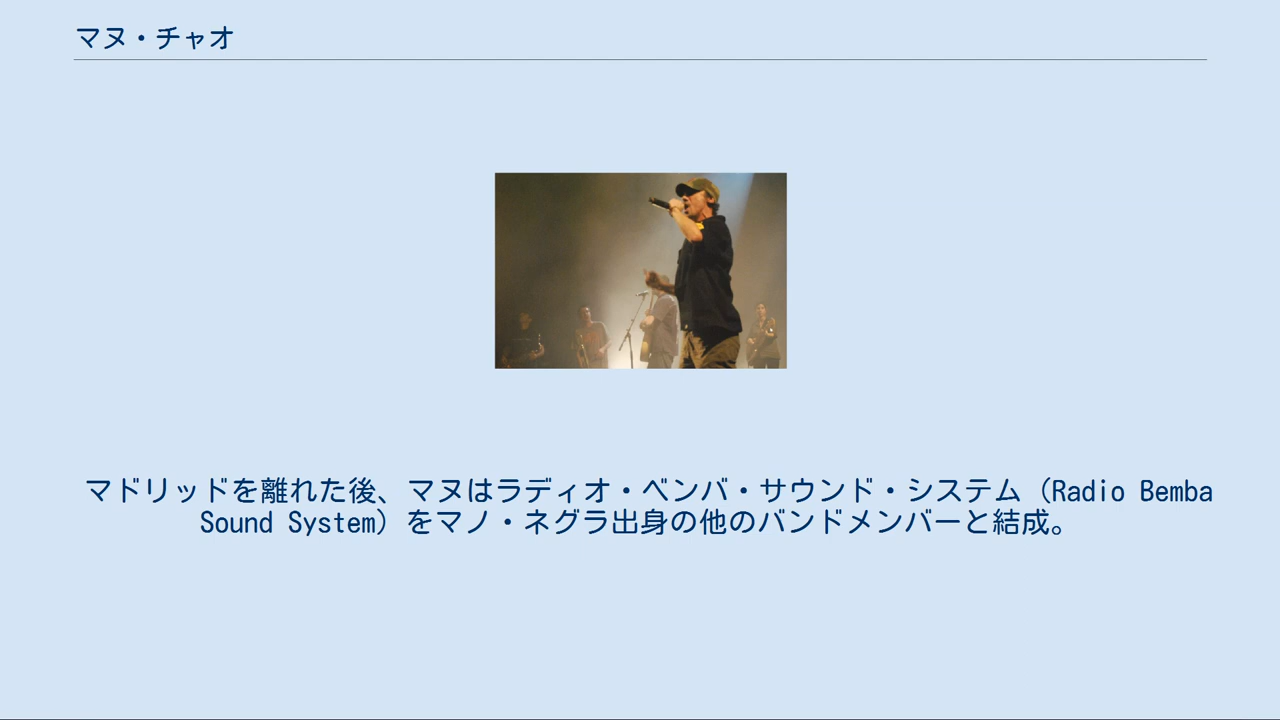 マヌ・チャオ
マドリッドを離れた後、マヌはラディオ・ベンバ・サウンド・システム（Radio Bemba
Sound System）をマノ・ネグラ出身の他のバンドメンバーと結成。